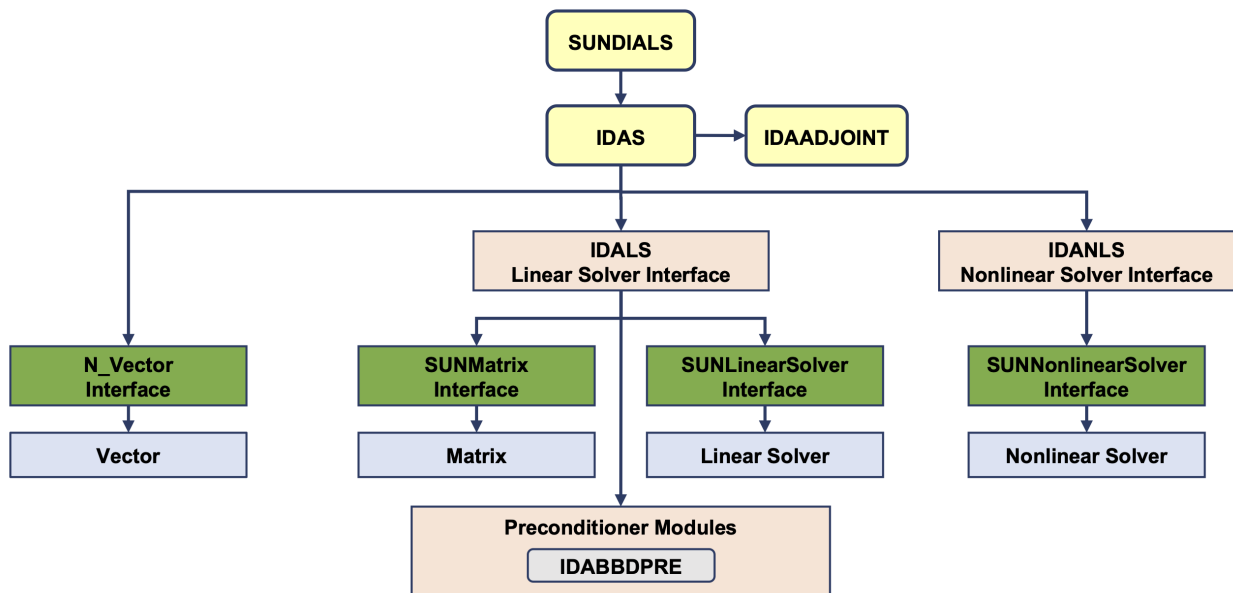 SUNDIALS
IDAS
IDAADJOINT
IDALS
Linear Solver Interface
IDANLS
Nonlinear Solver Interface
N_Vector
Interface
SUNMatrix
Interface
SUNLinearSolver
Interface
SUNNonlinearSolver
Interface
Vector
Matrix
Linear Solver
Nonlinear Solver
Preconditioner Modules
IDABBDPRE